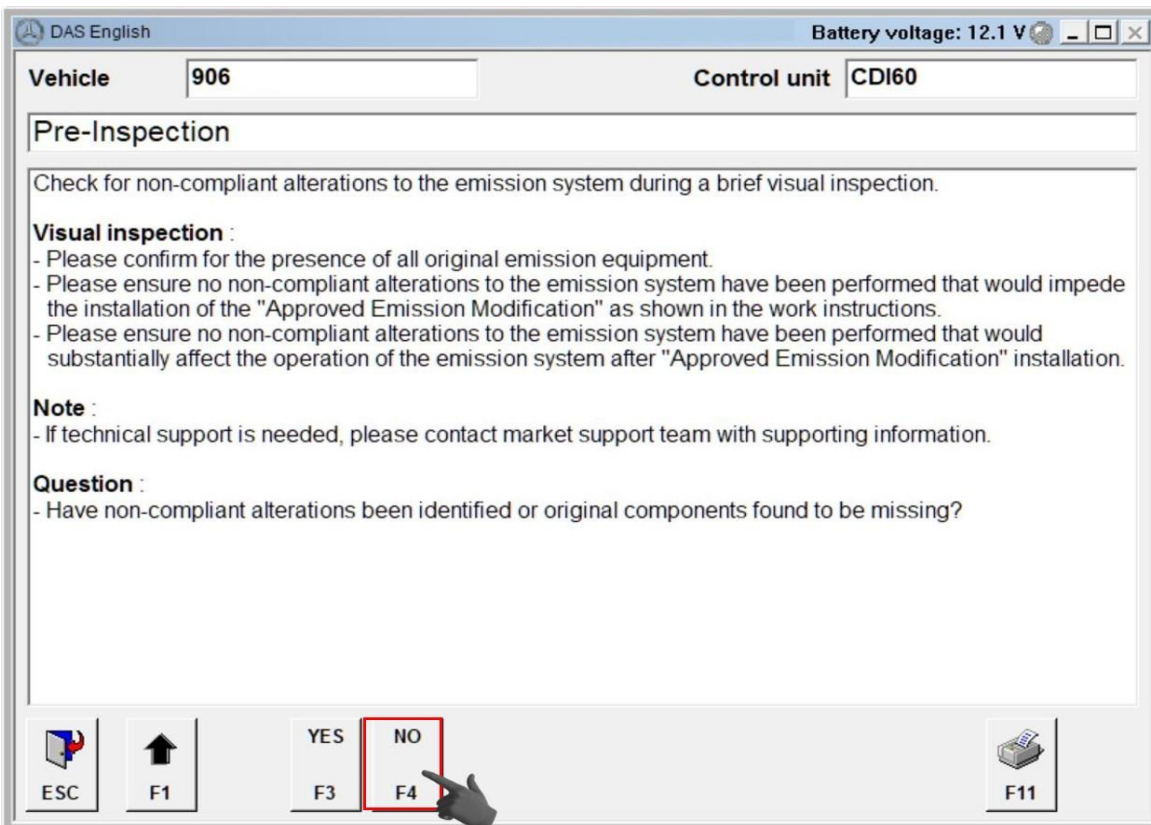 DAS English
Battery voltage: 12.1 V
Vehicle 906 Control unit CDI60
Pre-Inspection
Check for non-compliant alterations to the emission system during a brief visual inspection.
Visual inspection :
- Please confirm for the presence of all original emission equipment.
- Please ensure no non-compliant alterations to the emission system have been performed that would impede
the installation of the "Approved Emission Modification" as shown in the work instructions.
- Please ensure no non-compliant alterations to the emission system have been performed that would
substantially affect the operation of the emission system after "Approved Emission Modification" installation.
Note :
- If technical support is needed, please contact market support team with supporting information.
Question :
- Have non-compliant alterations been identified or original components found to be missing?
YES NO
ESC F1 F3 F4 F11